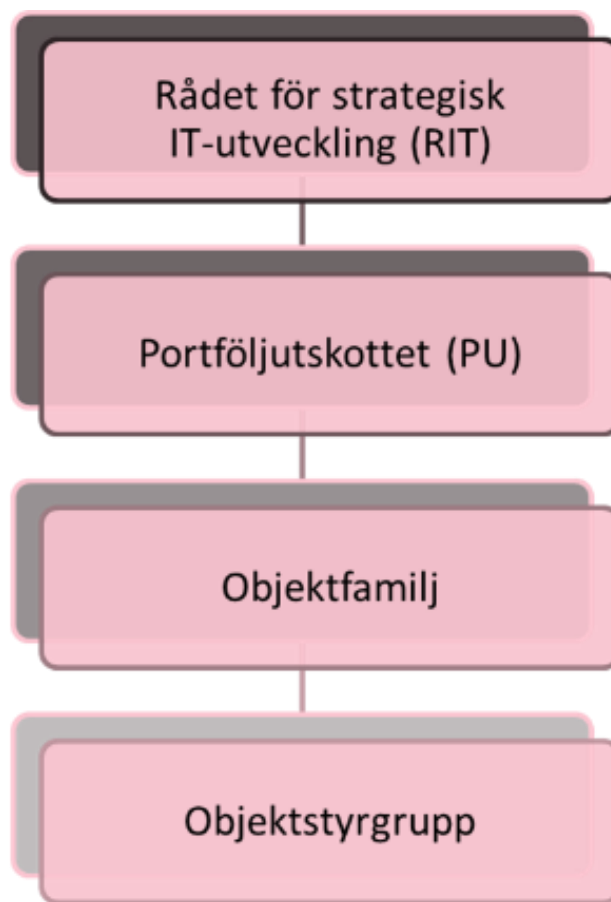 Rådet för strategisk
IT-utveckling (RIT)
Portföljutskottet (PU)
Objektfamilj
Objektstyrgrupp